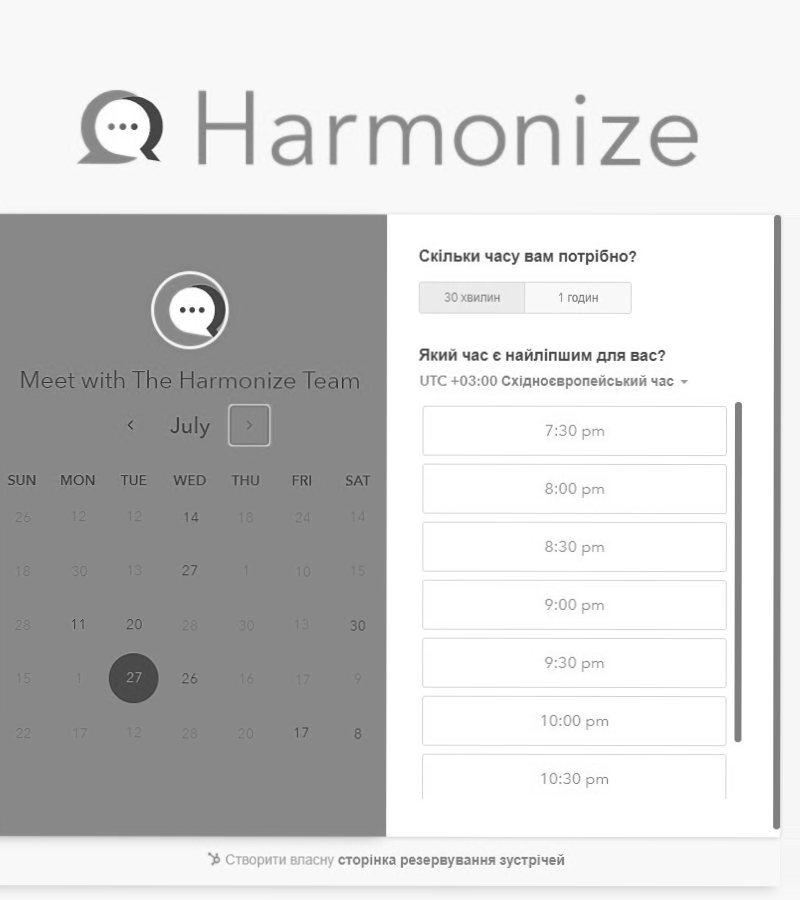 Harmonize
Meet with The Harmonize Team
July
SUN MON TUE WED THU FRI SAT
26 12 12 14 18 24 14
18 30 13 27 1 10 15
28 11 20 28 30 13 30
15 1 27 26 16 17 9
22 17 12 28 20 17 8
Скільки часу вам потрібно?
30 хвилин 1 годин
Який час є найліпшим для вас?
UTC +03:00 Східноєвропейський час
7:30 pm
8:00 pm
8:30 pm
9:00 pm
9:30 pm
10:00 pm
10:30 pm
Створити власну сторінка резервування зустрічей